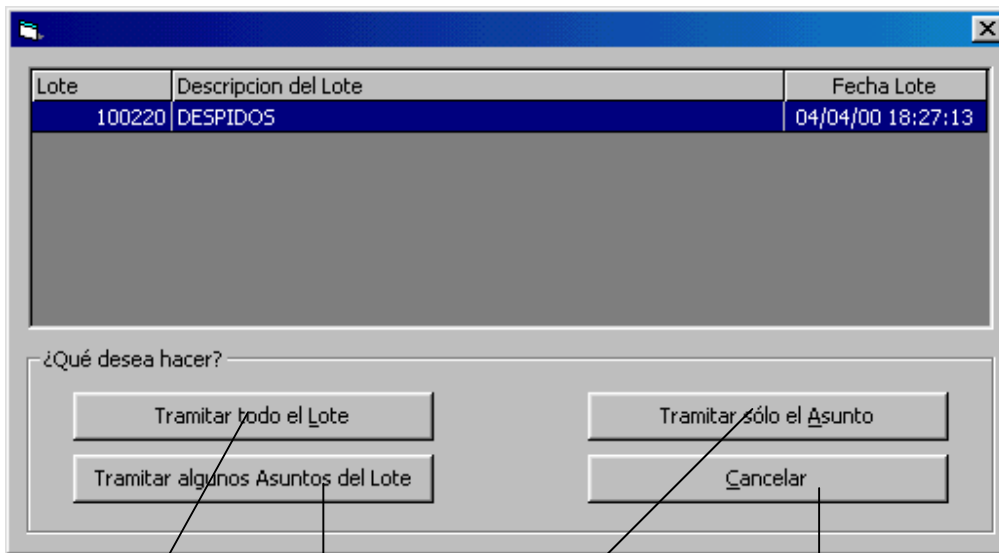 Lote Descripcion del Lote Fecha Lote
100220 DESPIDOS 04/04/00 18:27:13
¿Qué desea hacer?
Tramitar todo el Lote Tramitar sólo el Asunto
Tramitar algunos Asuntos del Lote Cancelar